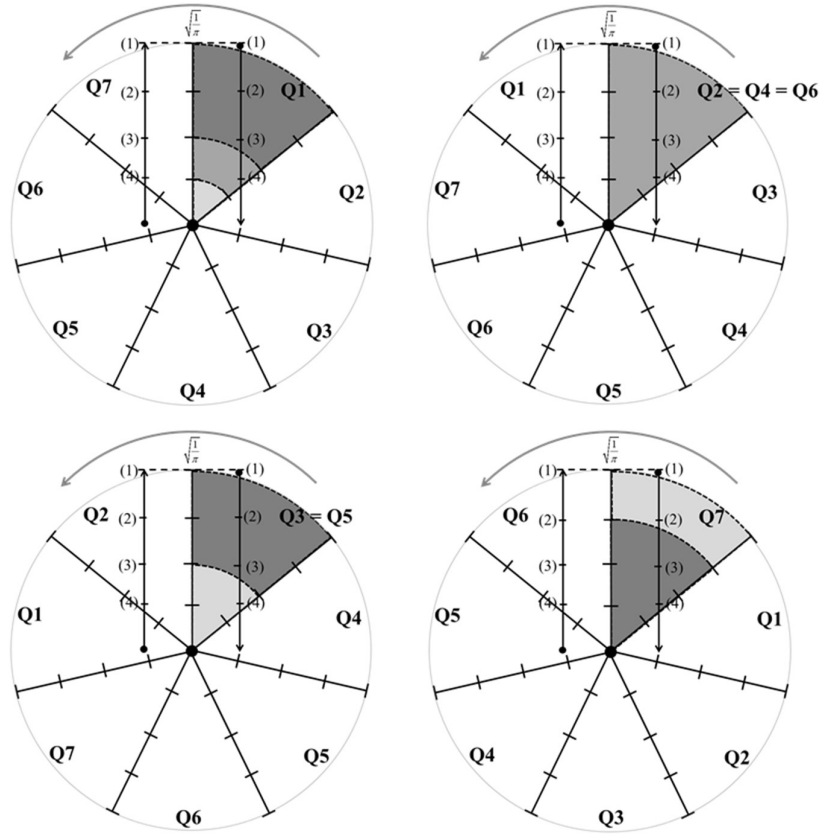 √1/π
(1) (1)
Q7 (2) (2) Q1
(3) (3)
(4) (4)
Q6 Q2
Q5 Q3
Q4
√1/π
(1) (1)
Q1 (2) (2) Q2 = Q4 = Q6
(3) (3)
(4) (4)
Q7 Q3
Q6 Q4
Q5
√1/π
(1) (1)
Q2 (2) (2) Q3 = Q5
(3) (3)
(4) (4)
Q1 Q4
Q7 Q5
Q6
√1/π
(1) (1)
Q6 (2) (2) Q7
(3) (3)
(4) (4)
Q5 Q1
Q4 Q2
Q3